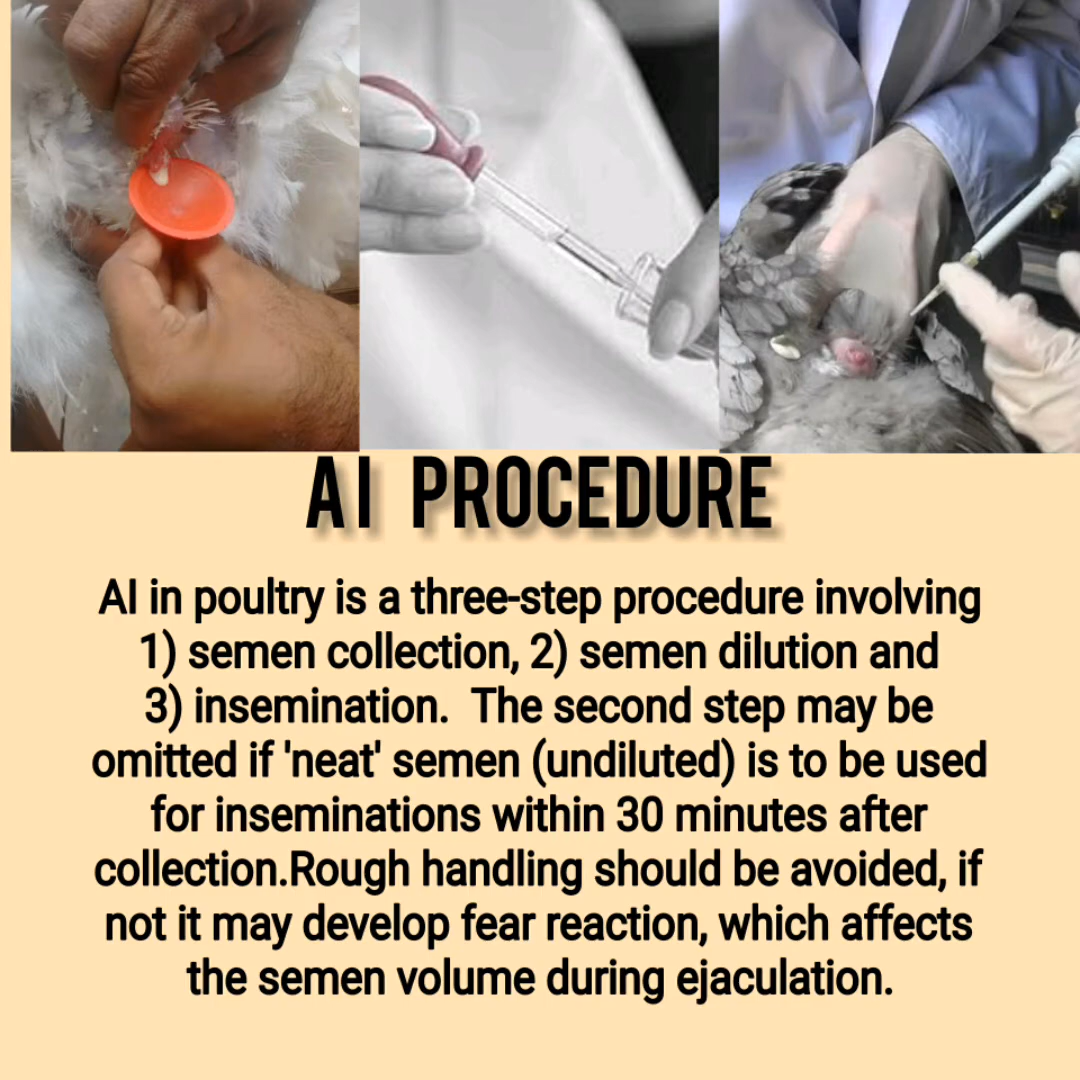 AI PROCEDURE
AI in poultry is a three-step procedure involving
1) semen collection, 2) semen dilution and
3) insemination.  The second step may be
omitted if 'neat' semen (undiluted) is to be used
for inseminations within 30 minutes after
collection.Rough handling should be avoided, if
not it may develop fear reaction, which affects
the semen volume during ejaculation.